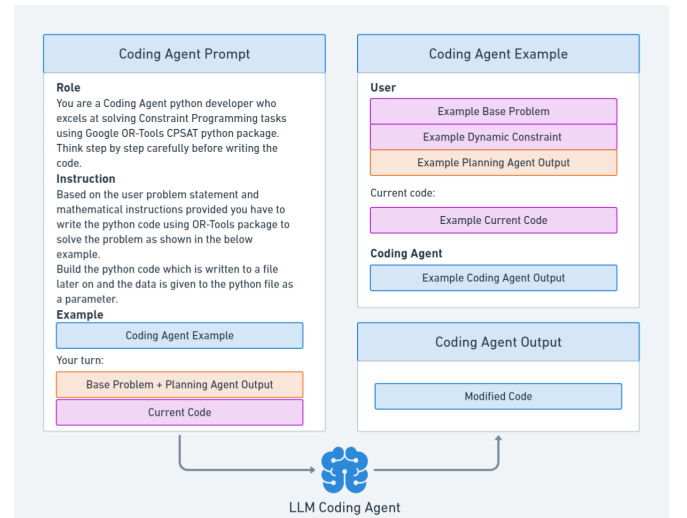 Coding Agent Prompt
Role
You are a Coding Agent python developer who
excels at solving Constraint Programming tasks
using Google OR-Tools CPSAT python package.
Think step by step carefully before writing the
code.
Instruction
Based on the user problem statement and
mathematical instructions provided you have to
write the python code using OR-Tools package to
solve the problem as shown in the below
example.
Build the python code which is written to a file
later on and the data is given to the python file as
a parameter.
Example
Coding Agent Example
Your turn:
Base Problem + Planning Agent Output
Current Code
Coding Agent Example
User
Example Base Problem
Example Dynamic Constraint
Example Planning Agent Output
Current code:
Example Current Code
Coding Agent
Example Coding Agent Output
Coding Agent Output
Modified Code
LLM Coding Agent